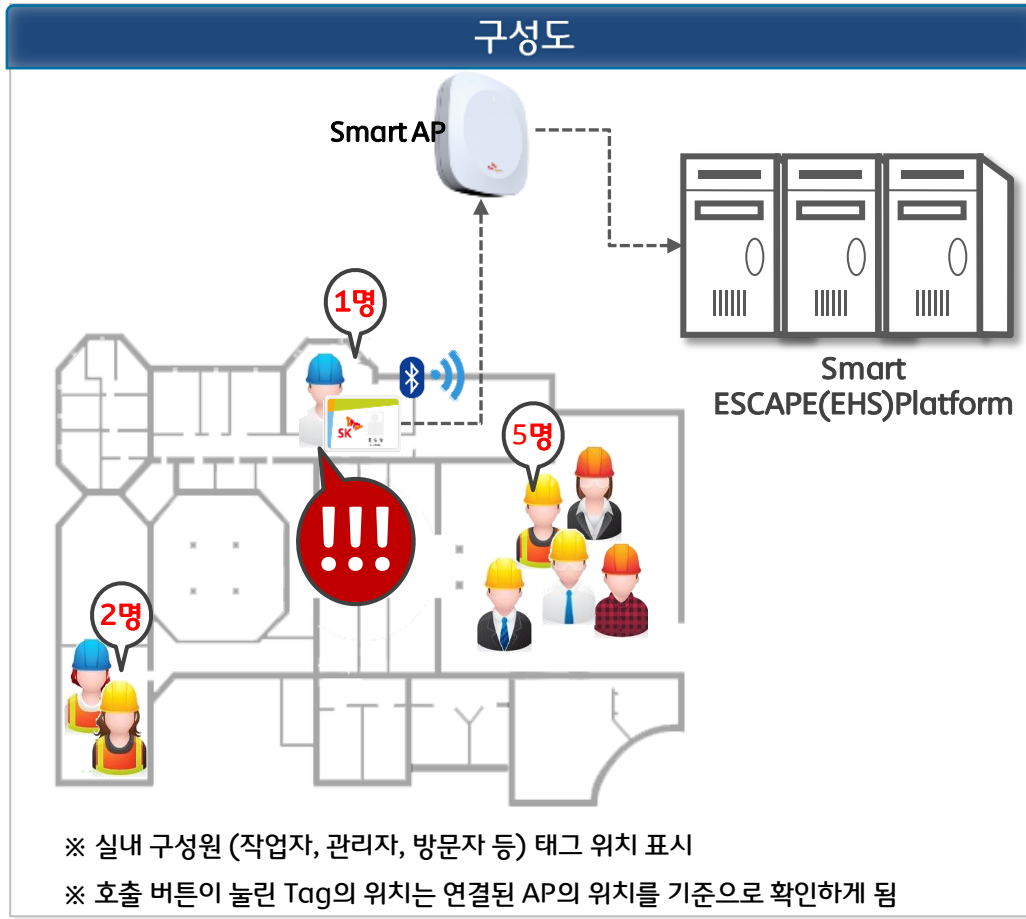 구성도
Smart AP
1명
Smart
ESCAPE(EHS)Platform
SK
5명
!!!
2명
※ 실내 구성원 (작업자, 관리자, 방문자 등) 태그 위치 표시
※ 호출 버튼이 눌린 Tag의 위치는 연결된 AP의 위치를 기준으로 확인하게 됨